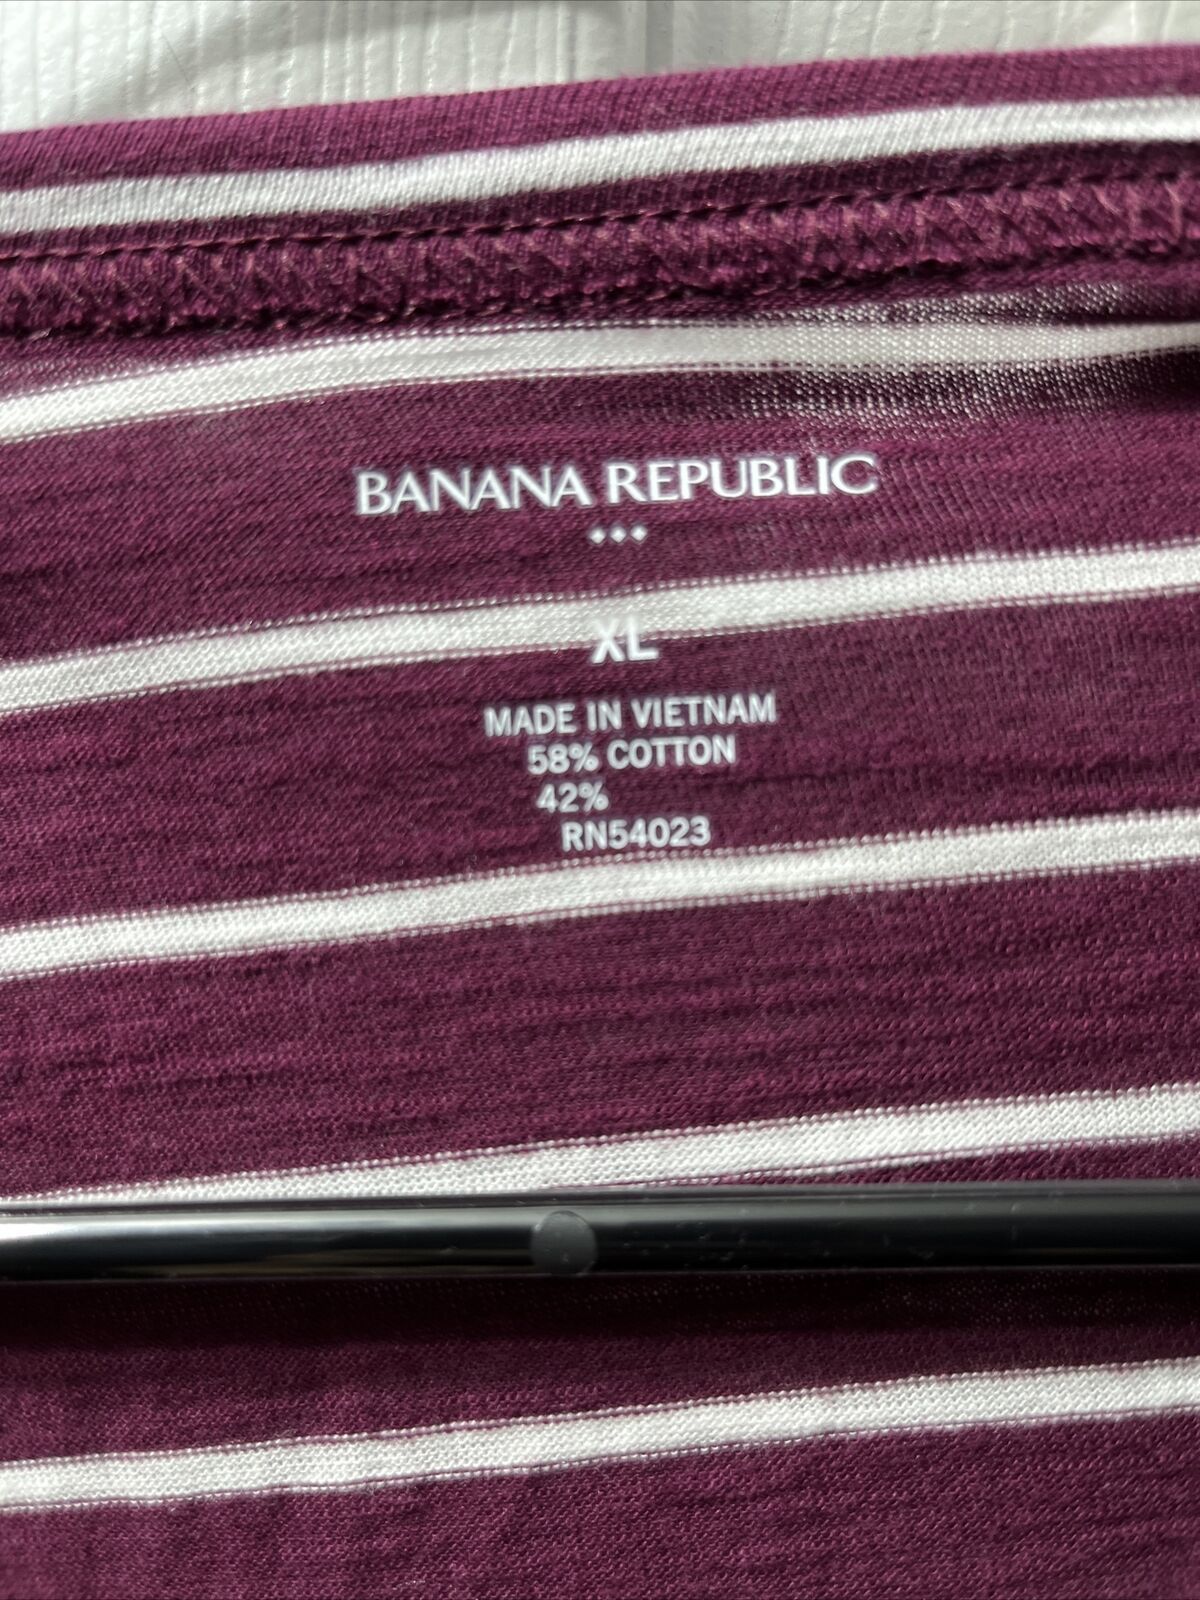 BANANA REPUBLIC
XL
MADE IN VIETNAM
58% COTTON
42%
RN54023